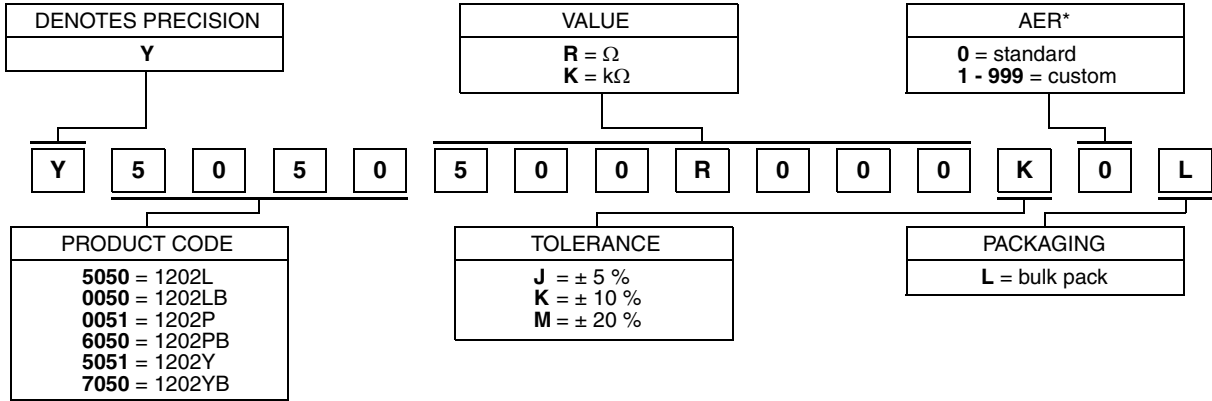 DENOTES PRECISION
Y
VALUE
R = Ω
K = kΩ
AER*
0 = standard
1 - 999 = custom
Y 5 0 5 0 5 0 0 R 0 0 0 K 0 L
PRODUCT CODE
5050 = 1202L
0050 = 1202LB
0051 = 1202P
6050 = 1202PB
5051 = 1202Y
7050 = 1202YB
TOLERANCE
J = ± 5 %
K = ± 10 %
M = ± 20 %
PACKAGING
L = bulk pack